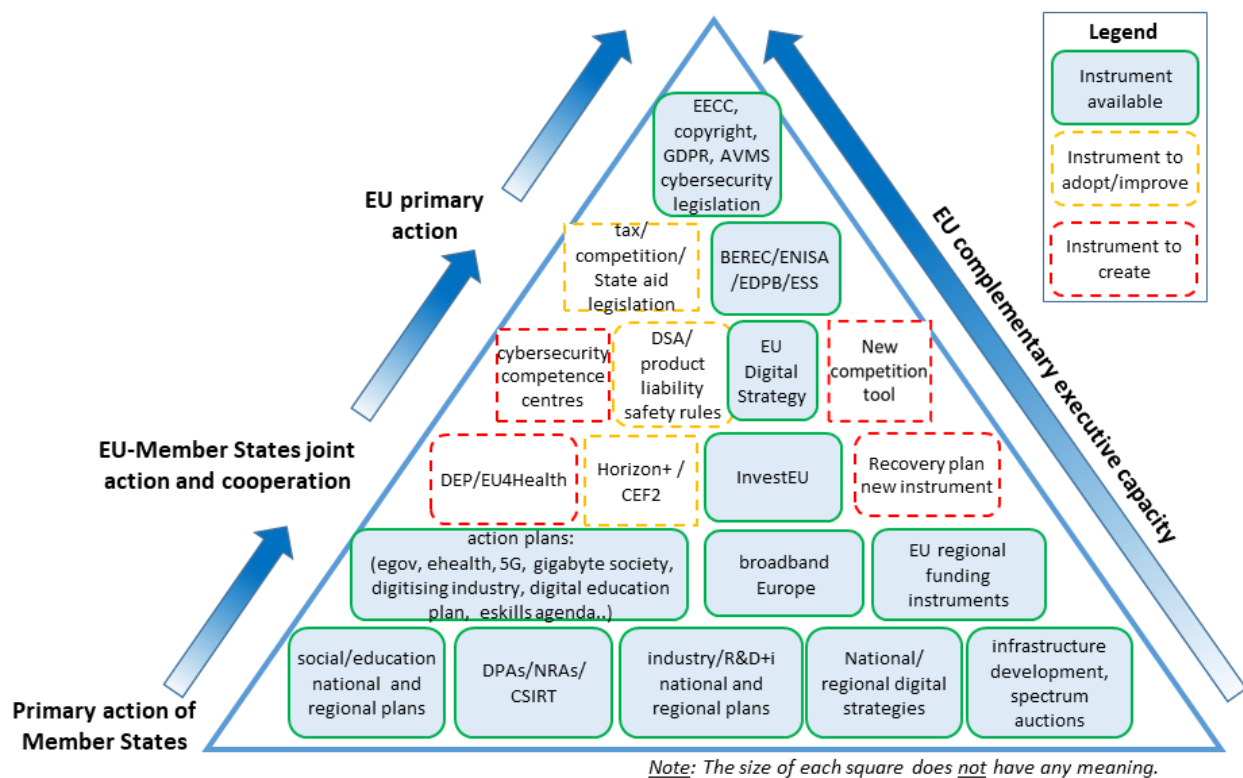 Legend
Instrument
available
Instrument to
adopt/improve
Instrument to
create
EECC,
copyright,
GDPR, AVMS
cybersecurity
legislation
EU primary
action
tax/
competition/
State aid
legislation
BEREC/ENISA
/EDPB/ESS
EU complementary executive capacity
cybersecurity
competence
centres
DSA/
product
liability
safety rules
EU
Digital
Strategy
New
competition
tool
EU-Member States joint
action and cooperation
DEP/EU4Health
Horizon+ /
CEF2
InvestEU
Recovery plan
new instrument
action plans:
(egov, ehealth, 5G, gigabyte society,
digitising industry, digital education
plan, eskills agenda..)
broadband
Europe
EU regional
funding
instruments
Primary action of
Member States
social/education
national and
regional plans
DPAs/NRAs/
CSIRT
industry/R&D+i
national and
regional plans
National/
regional digital
strategies
infrastructure
development,
spectrum
auctions
Note: The size of each square does not have any meaning.